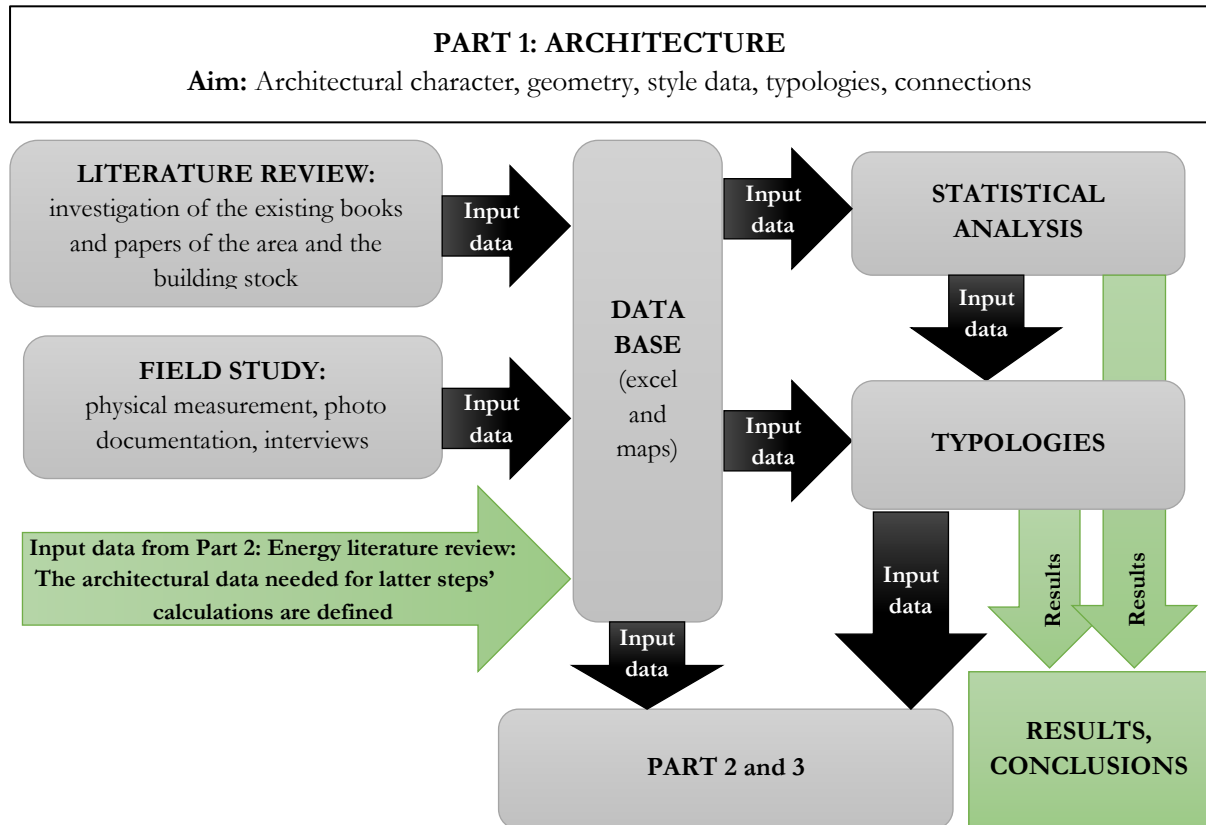 PART 1: ARCHITECTURE
Aim: Architectural character, geometry, style data, typologies, connections
LITERATURE REVIEW:
investigation of the existing books
and papers of the area and the
building stock
Input
data
FIELD STUDY:
physical measurement, photo
documentation, interviews
Input
data
Input data from Part 2: Energy literature review:
The architectural data needed for latter steps’
calculations are defined
DATA
BASE
(excel
and
maps)
Input
data
Input
data
Input
data
STATISTICAL
ANALYSIS
Input
data
TYPOLOGIES
Input
data
Results
Results
PART 2 and 3
RESULTS,
CONCLUSIONS